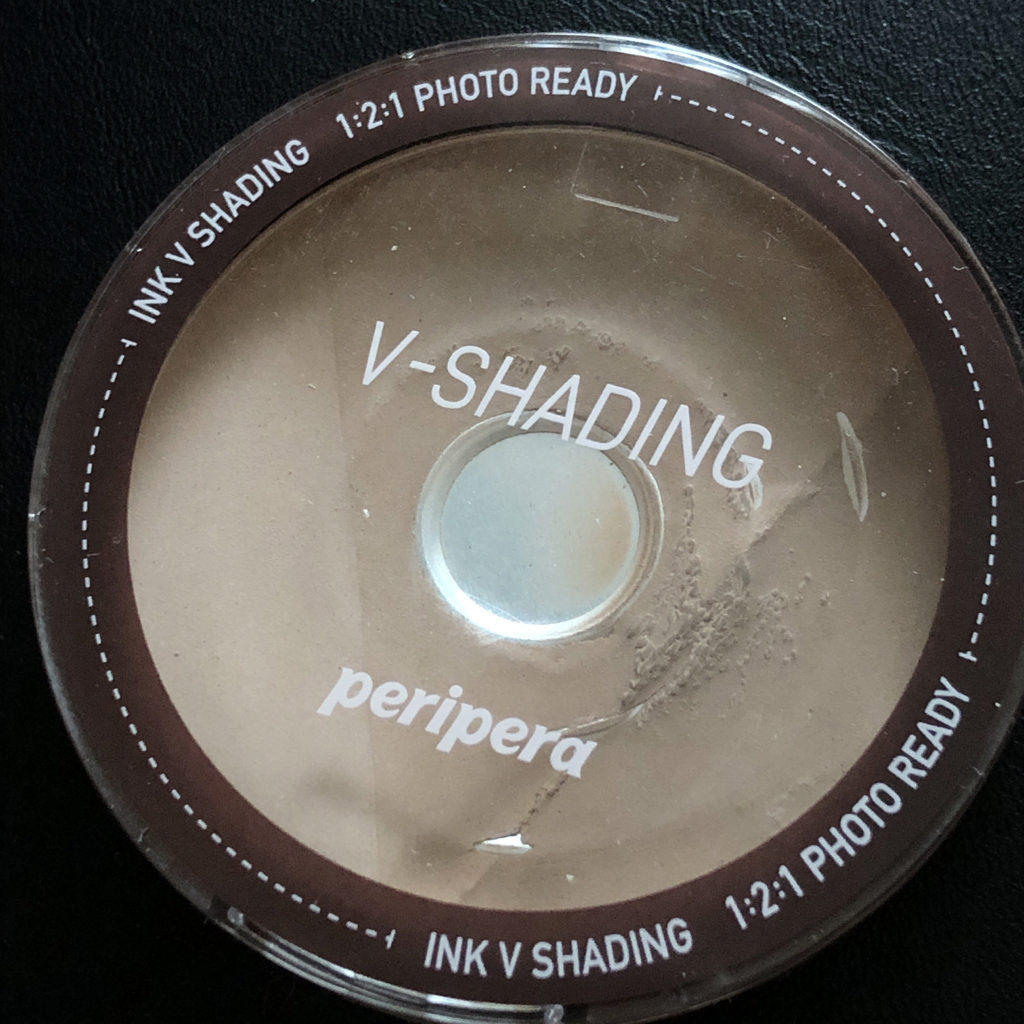 INK V SHADING 1:2:1 PHOTO READY
V-SHADING
peripera
INK V SHADING 1:2:1 PHOTO READY